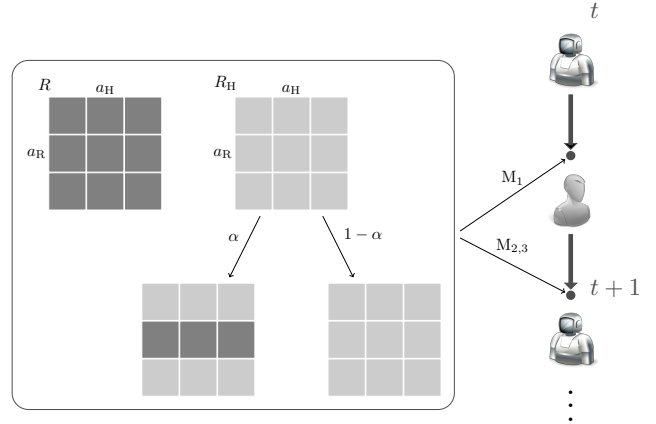 t
R
a_H
R_H
a_H
a_R
a_R
M_1
α
1 − α
M_{2,3}
t + 1